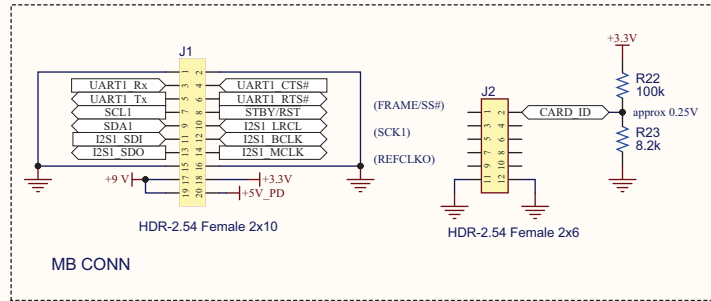 J1
1 2
UART1_Rx 3 4 UART1_CTS#
UART1_Tx 5 6 UART1_RTS#
SCL1 7 8 STBY/RST
SDA1 9 10 I2S1_LRCL
I2S1_SDI 11 12 I2S1_BCLK
I2S1_SDO 13 14 I2S1_MCLK
15 16
+9 V 17 18 +3.3V
19 20 +5V_PD
HDR-2.54 Female 2x10
(FRAME/SS#)
(SCK1)
(REFCLKO)
J2
1 2 CARD_ID
3 4
5 6
7 8
9 10
11 12
HDR-2.54 Female 2x6
+3.3V
R22
100k
approx 0.25V
R23
8.2k
MB CONN